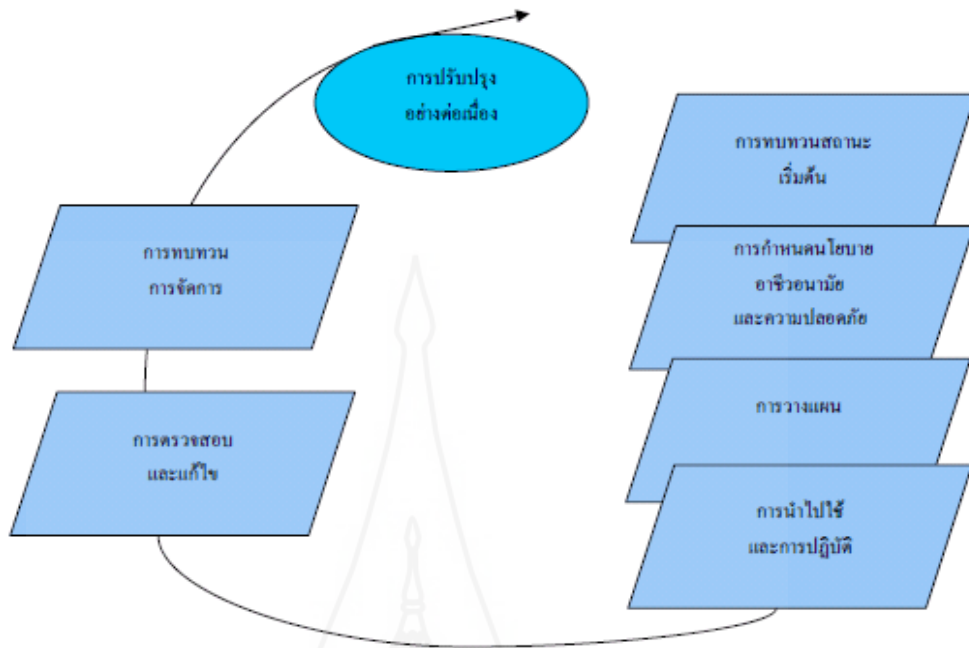 การปรับปรุง
อย่างต่อเนื่อง
การทบทวนสถานะ
เริ่มต้น
การกำหนดนโยบาย
อาชีวอนามัย
และความปลอดภัย
การวางแผน
การนำไปใช้
และการปฏิบัติ
การตรวจสอบ
และแก้ไข
การทบทวน
การจัดการ